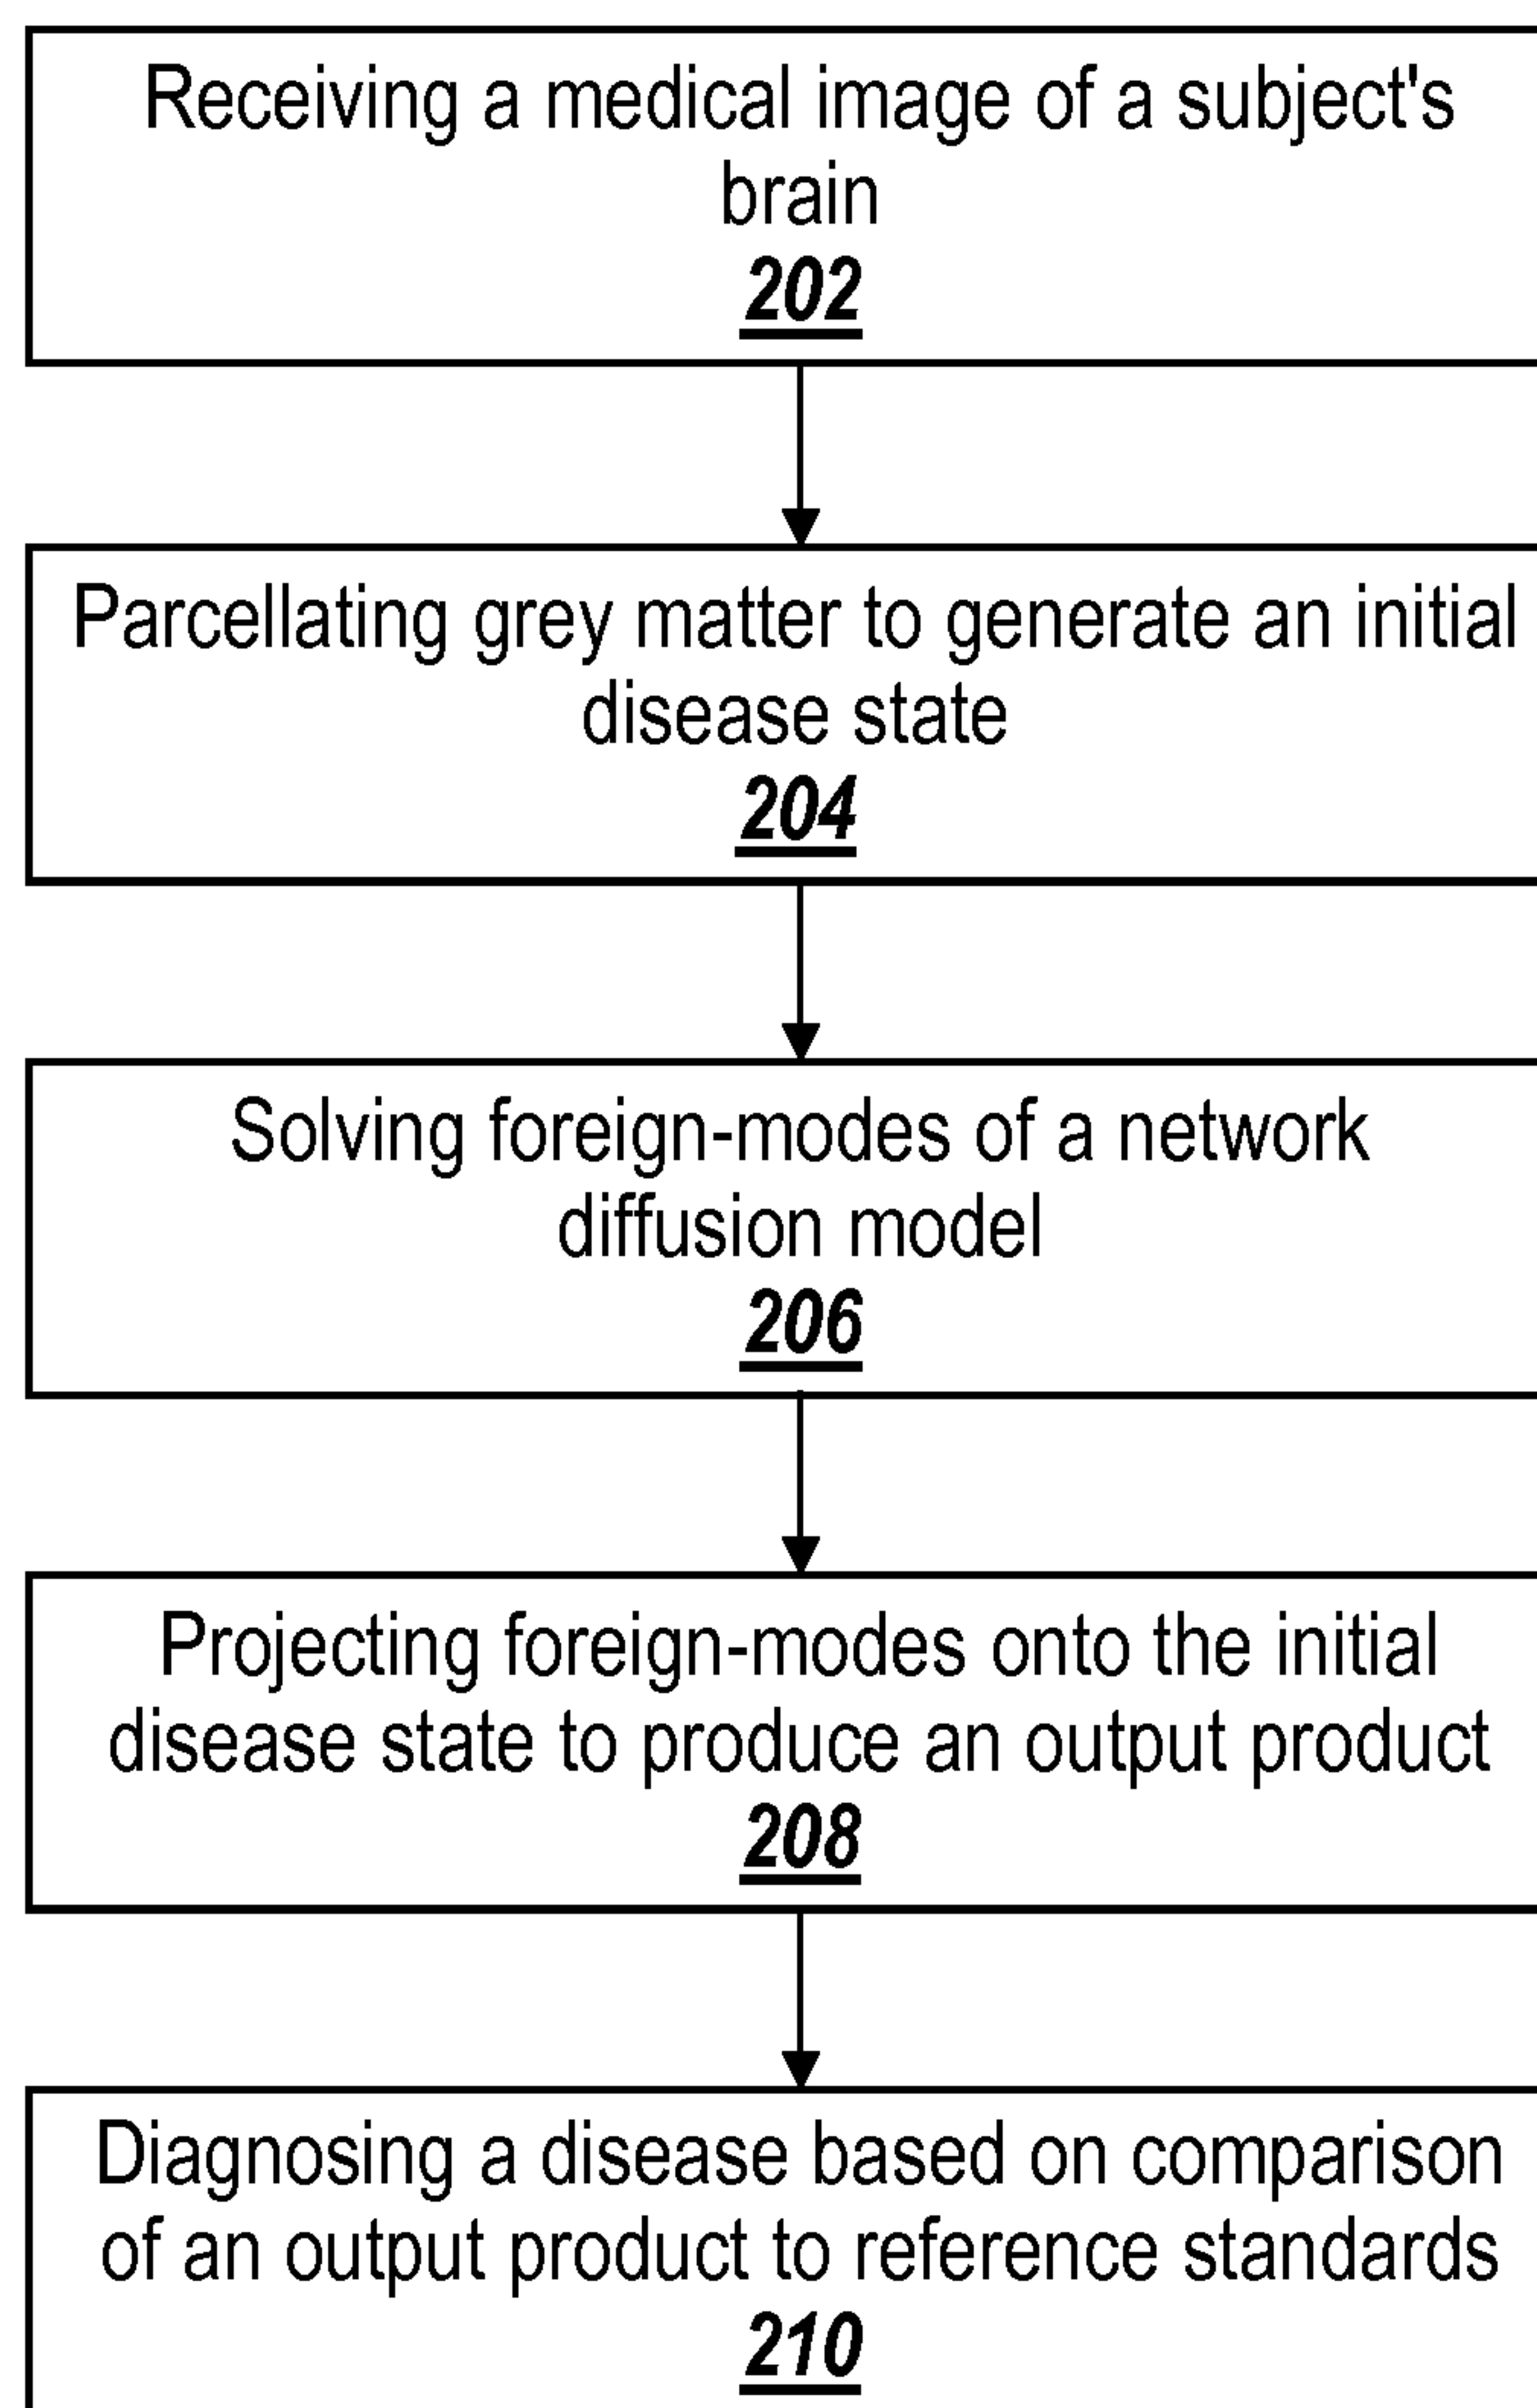 Receiving a medical image of a subject's
brain
202
Parcellating grey matter to generate an initial
disease state
204
Solving foreign-modes of a network
diffusion model
206
Projecting foreign-modes onto the initial
disease state to produce an output product
208
Diagnosing a disease based on comparison
of an output product to reference standards
210